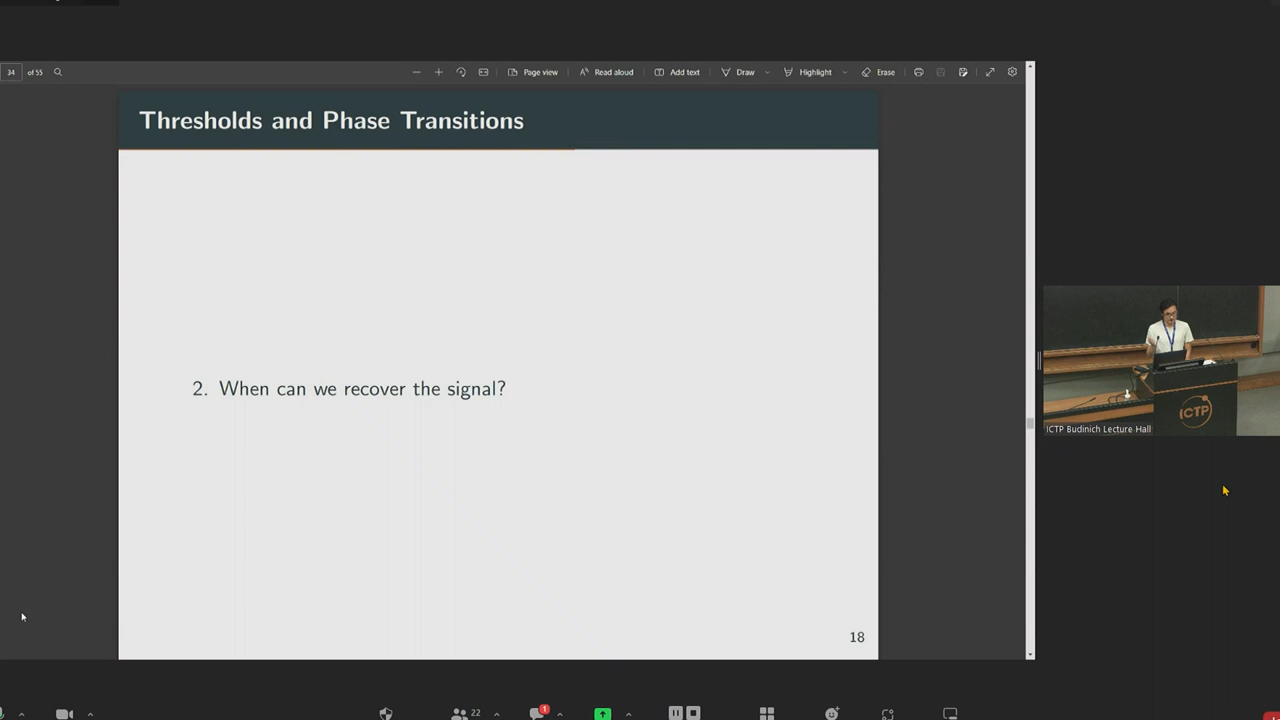 34 of 55
Page view
Read aloud
Add text
Draw
Highlight
Erase
Thresholds and Phase Transitions
2. When can we recover the signal?
18
ICTP
ICTP Budinich Lecture Hall
22
1